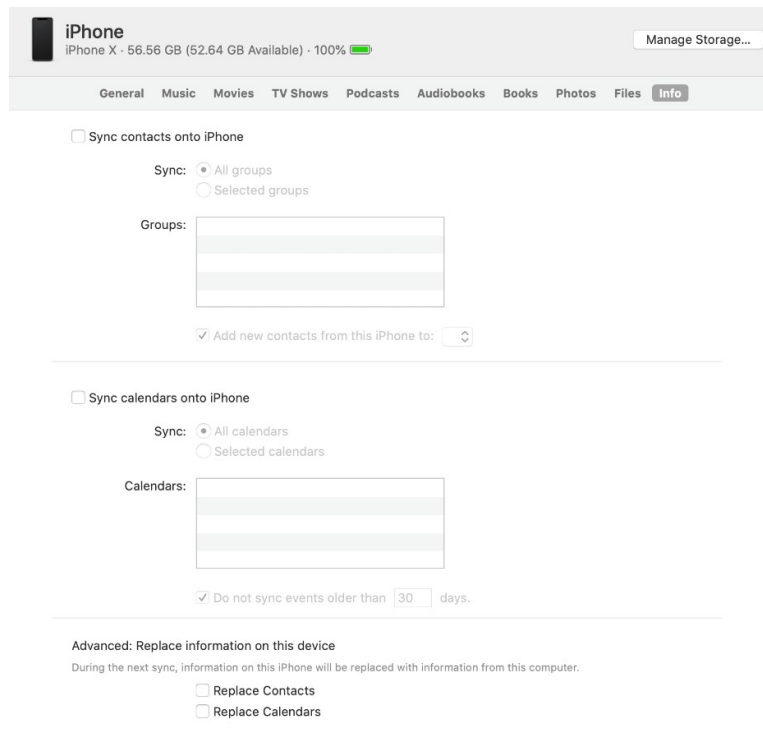 iPhone
iPhone X · 56.56 GB (52.64 GB Available) · 100%
Manage Storage...
General Music Movies TV Shows Podcasts Audiobooks Books Photos Files Info
Sync contacts onto iPhone
Sync: All groups
Selected groups
Groups:
Add new contacts from this iPhone to:
Sync calendars onto iPhone
Sync: All calendars
Selected calendars
Calendars:
Do not sync events older than 30 days.
Advanced: Replace information on this device
During the next sync, information on this iPhone will be replaced with information from this computer.
Replace Contacts
Replace Calendars